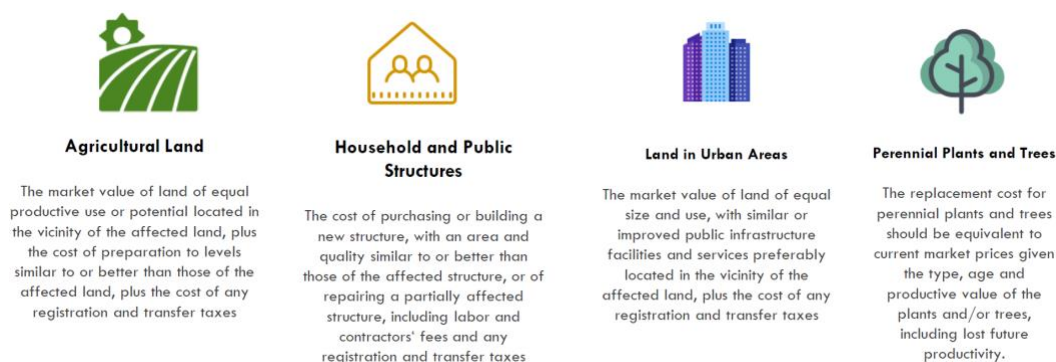 Agricultural Land
The market value of land of equal
productive use or potential located in
the vicinity of the affected land, plus
the cost of preparation to levels
similar to or better than those of the
affected land, plus the cost of any
registration and transfer taxes
Household and Public
Structures
The cost of purchasing or building a
new structure, with an area and
quality similar to or better than
those of the affected structure, or of
repairing a partially affected
structure, including labor and
contractors' fees and any
registration and transfer taxes
Land in Urban Areas
The market value of land of equal
size and use, with similar or
improved public infrastructure
facilities and services preferably
located in the vicinity of the
affected land, plus the cost of any
registration and transfer taxes
Perennial Plants and Trees
The replacement cost for
perennial plants and trees
should be equivalent to
current market prices given
the type, age and
productive value of the
plants and/or trees,
including lost future
productivity.